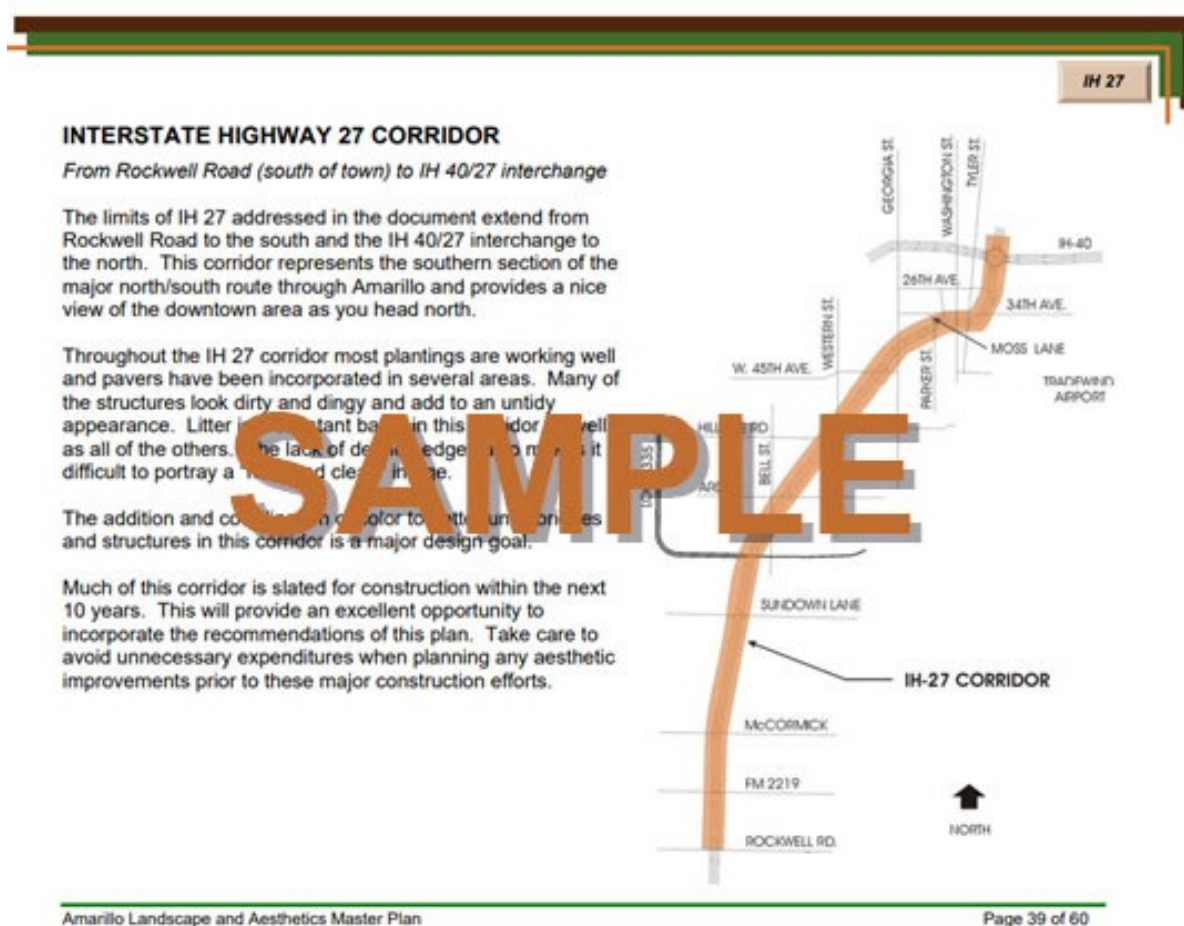 IH 27
INTERSTATE HIGHWAY 27 CORRIDOR
From Rockwell Road (south of town) to IH 40/27 interchange
The limits of IH 27 addressed in the document extend from
Rockwell Road to the south and the IH 40/27 interchange to
the north. This corridor represents the southern section of the
major north/south route through Amarillo and provides a nice
view of the downtown area as you head north.
Throughout the IH 27 corridor most plantings are working well
and pavers have been incorporated in several areas. Many of
the structures look dirty and dingy and add to an untidy
appearance. Litter in this
as all of the others. lack of it
difficult to portray a
The addition and color to
and structures in this corridor is a major design goal.
Much of this corridor is slated for construction within the next
10 years. This will provide an excellent opportunity to
incorporate the recommendations of this plan. Take care to
avoid unnecessary expenditures when planning any aesthetic
improvements prior to these major construction efforts.
SAMPLE
GEORGIA ST.
WASHINGTON ST.
TYLER ST.
IH-40
26TH AVE.
34TH AVE.
WESTERN ST.
MOSS LANE
W. 45TH AVE.
PARKER ST.
TRADEWIND
AIRPORT
BELL ST.
335
SUNDOWN LANE
IH-27 CORRIDOR
McCORMICK
FM 2219
NORTH
ROCKWELL RD.
Amarillo Landscape and Aesthetics Master Plan
Page 39 of 60